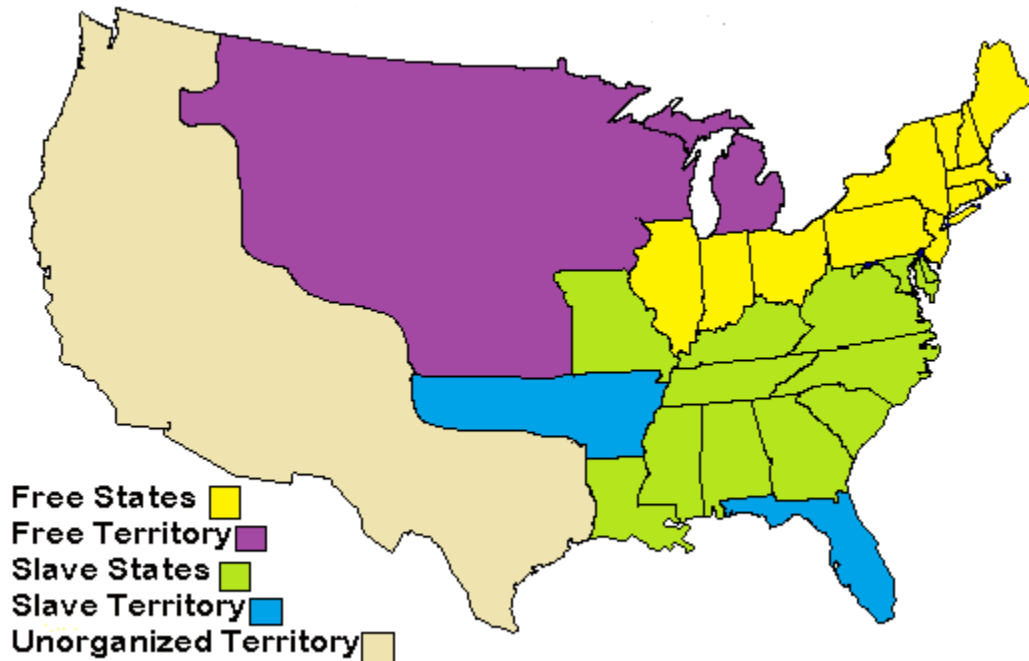 Free States
Free Territory
Slave States
Slave Territory
Unorganized Territory